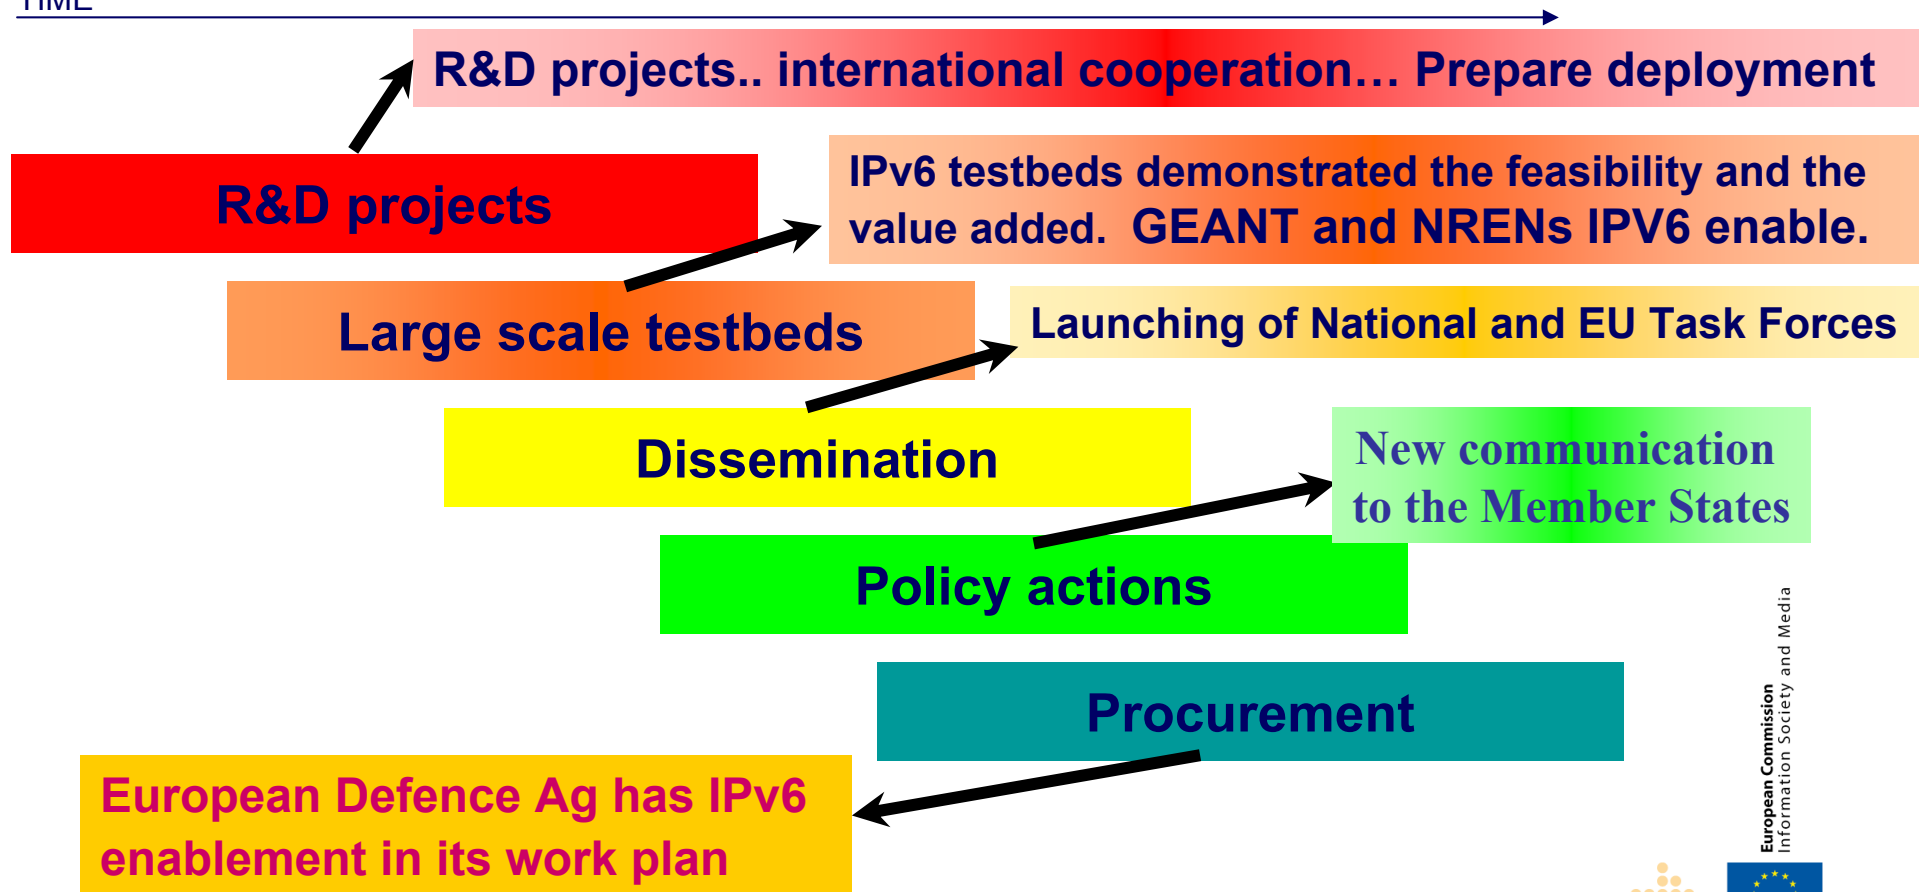 TIME
R&D projects.. international cooperation… Prepare deployment
R&D projects
IPv6 testbeds demonstrated the feasibility and the
value added. GEANT and NRENs IPV6 enable.
Large scale testbeds
Launching of National and EU Task Forces
Dissemination
New communication
to the Member States
Policy actions
Procurement
European Defence Ag has IPv6
enablement in its work plan
European Commission
Information Society and Media